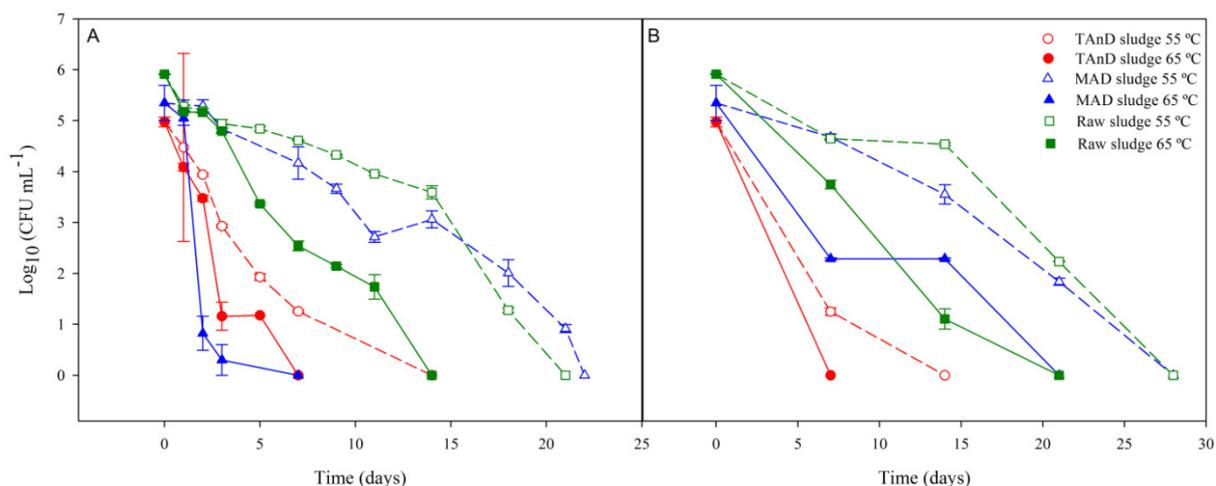 A
B
7
6
5
4
3
2
1
0
Log10 (CFU mL-1)
0
5
10
15
20
25
0
5
10
15
20
25
30
Time (days)
Time (days)
TAnD sludge 55 ºC
TAnD sludge 65 ºC
MAD sludge 55 ºC
MAD sludge 65 ºC
Raw sludge 55 ºC
Raw sludge 65 ºC